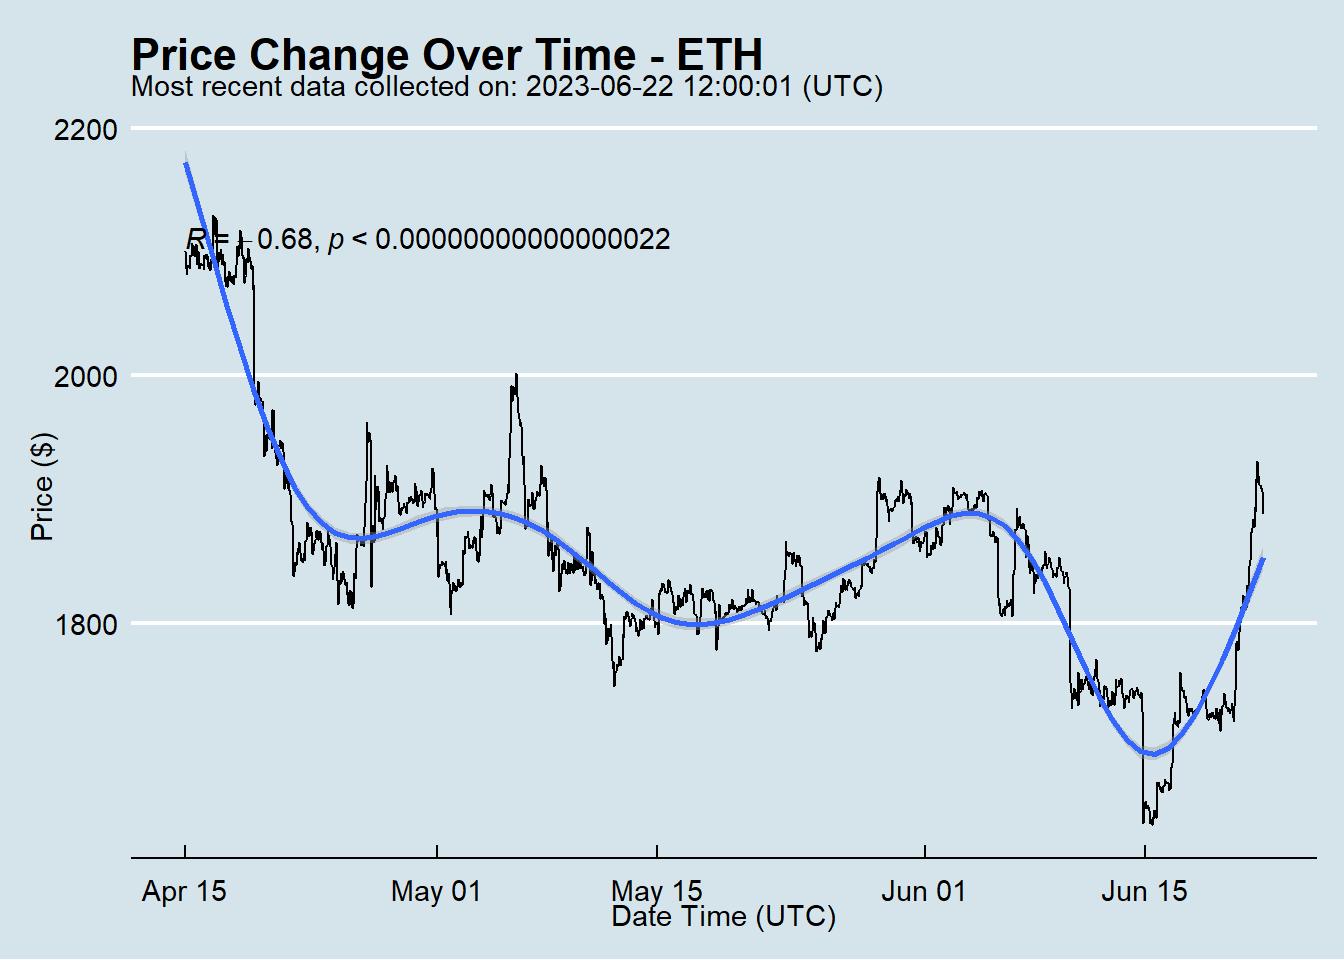 Price Change Over Time - ETH
Most recent data collected on: 2023-06-22 12:00:01 (UTC)
2200
R = −0.68, p < 0.00000000000000022
2000
Price ($)
1800
Apr 15 May 01 May 15 Jun 01 Jun 15
Date Time (UTC)